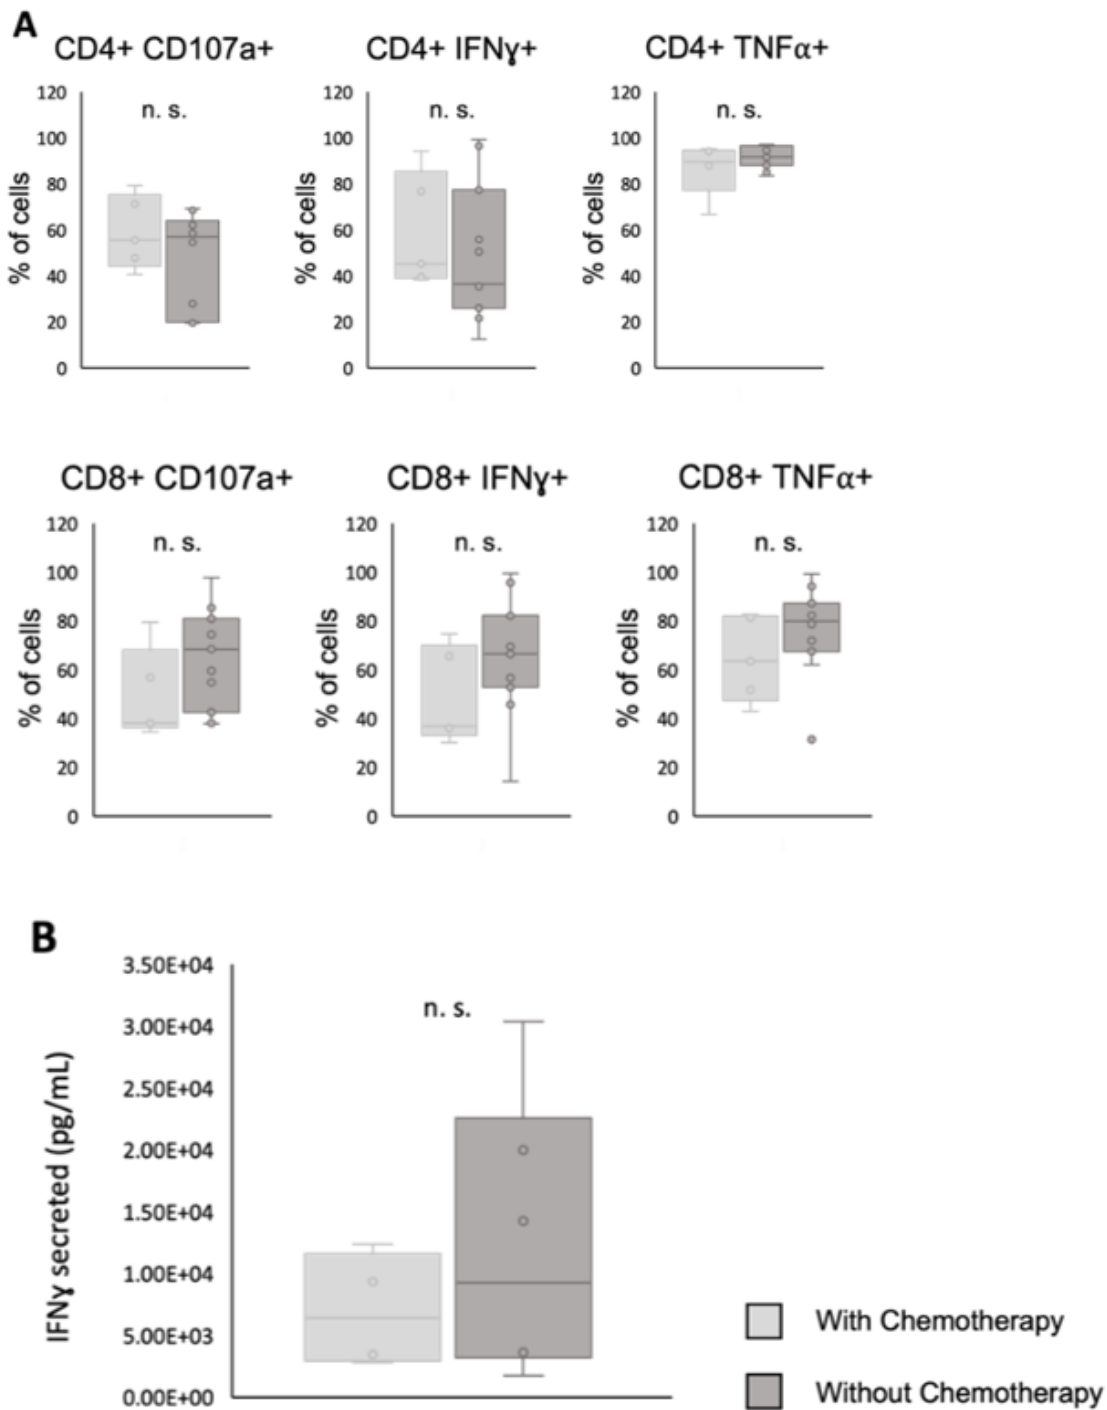 A
CD4+ CD107a+
CD4+ IFNɣ+
CD4+ TNFα+
120
100
80
60
40
20
0
% of cells
n. s.
120
100
80
60
40
20
0
% of cells
n. s.
120
100
80
60
40
20
0
% of cells
n. s.
CD8+ CD107a+
CD8+ IFNɣ+
CD8+ TNFα+
120
100
80
60
40
20
0
% of cells
n. s.
120
100
80
60
40
20
0
% of cells
n. s.
120
100
80
60
40
20
0
% of cells
n. s.
B
3.50E+04
3.00E+04
2.50E+04
2.00E+04
1.50E+04
1.00E+04
5.00E+03
0.00E+00
IFNɣ secreted (pg/mL)
n. s.
With Chemotherapy
Without Chemotherapy